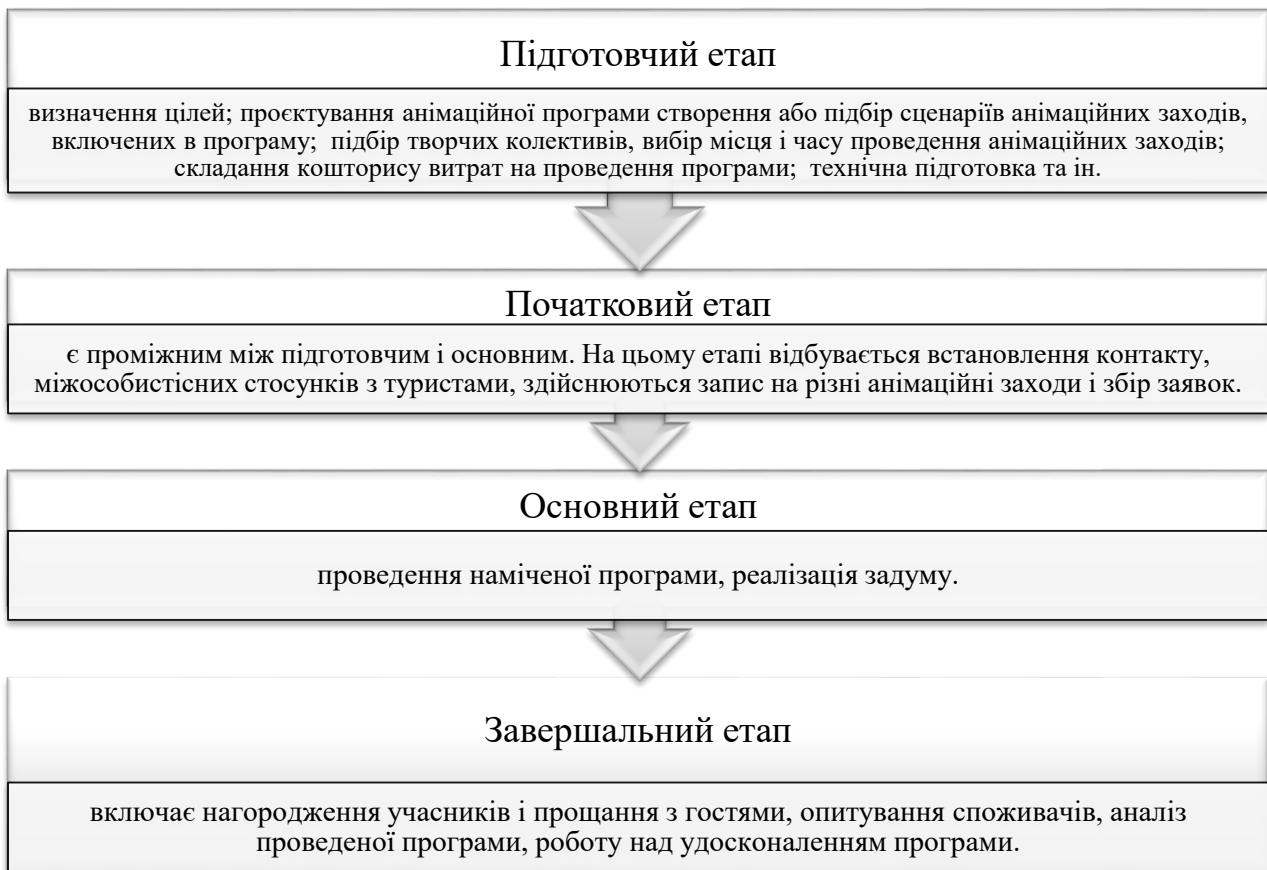 Підготовчий етап
визначення цілей; проєктування анімаційної програми створення або підбір сценаріїв анімаційних заходів,
включених в програму; підбір творчих колективів, вибір місця і часу проведення анімаційних заходів;
складання кошторису витрат на проведення програми; технічна підготовка та ін.
Початковий етап
є проміжним між підготовчим і основним. На цьому етапі відбувається встановлення контакту,
міжособистісних стосунків з туристами, здійснюються запис на різні анімаційні заходи і збір заявок.
Основний етап
проведення наміченої програми, реалізація задуму.
Завершальний етап
включає нагородження учасників і прощання з гостями, опитування споживачів, аналіз
проведеної програми, роботу над удосконаленням програми.